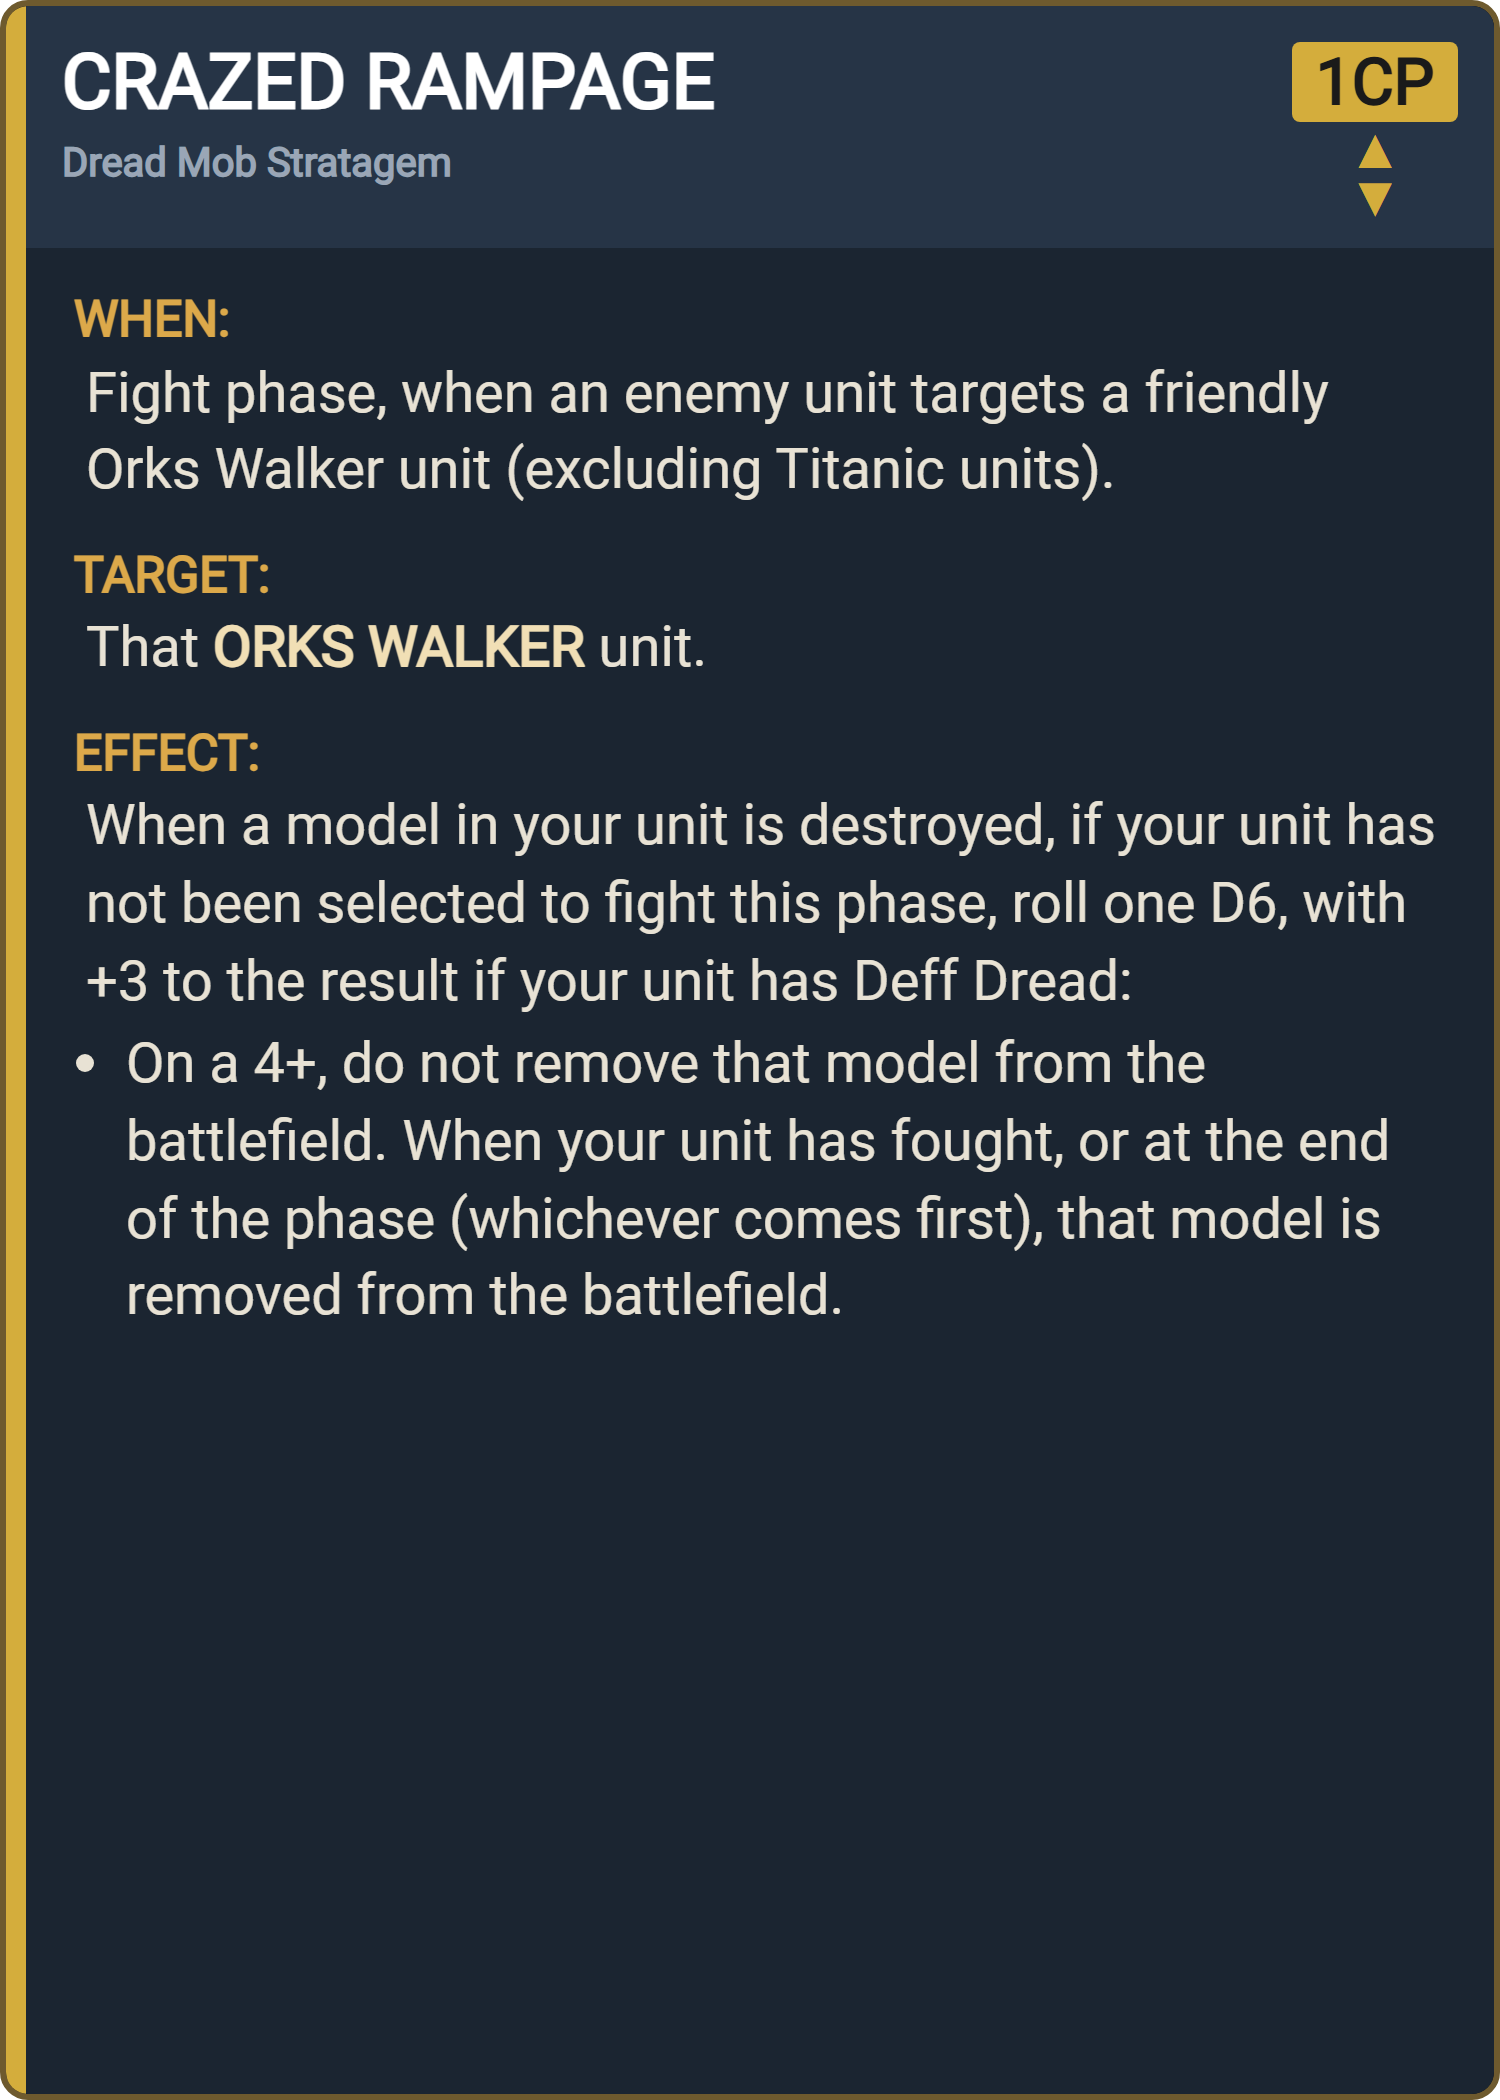 CRAZED RAMPAGE
1CP
Dread Mob Stratagem
WHEN:
Fight phase, when an enemy unit targets a friendly
Orks Walker unit (excluding Titanic units).
TARGET:
That ORKS WALKER unit.
EFFECT:
When a model in your unit is destroyed, if your unit has
not been selected to fight this phase, roll one D6, with
+3 to the result if your unit has Deff Dread:
• On a 4+, do not remove that model from the
battlefield. When your unit has fought, or at the end
of the phase (whichever comes first), that model is
removed from the battlefield.